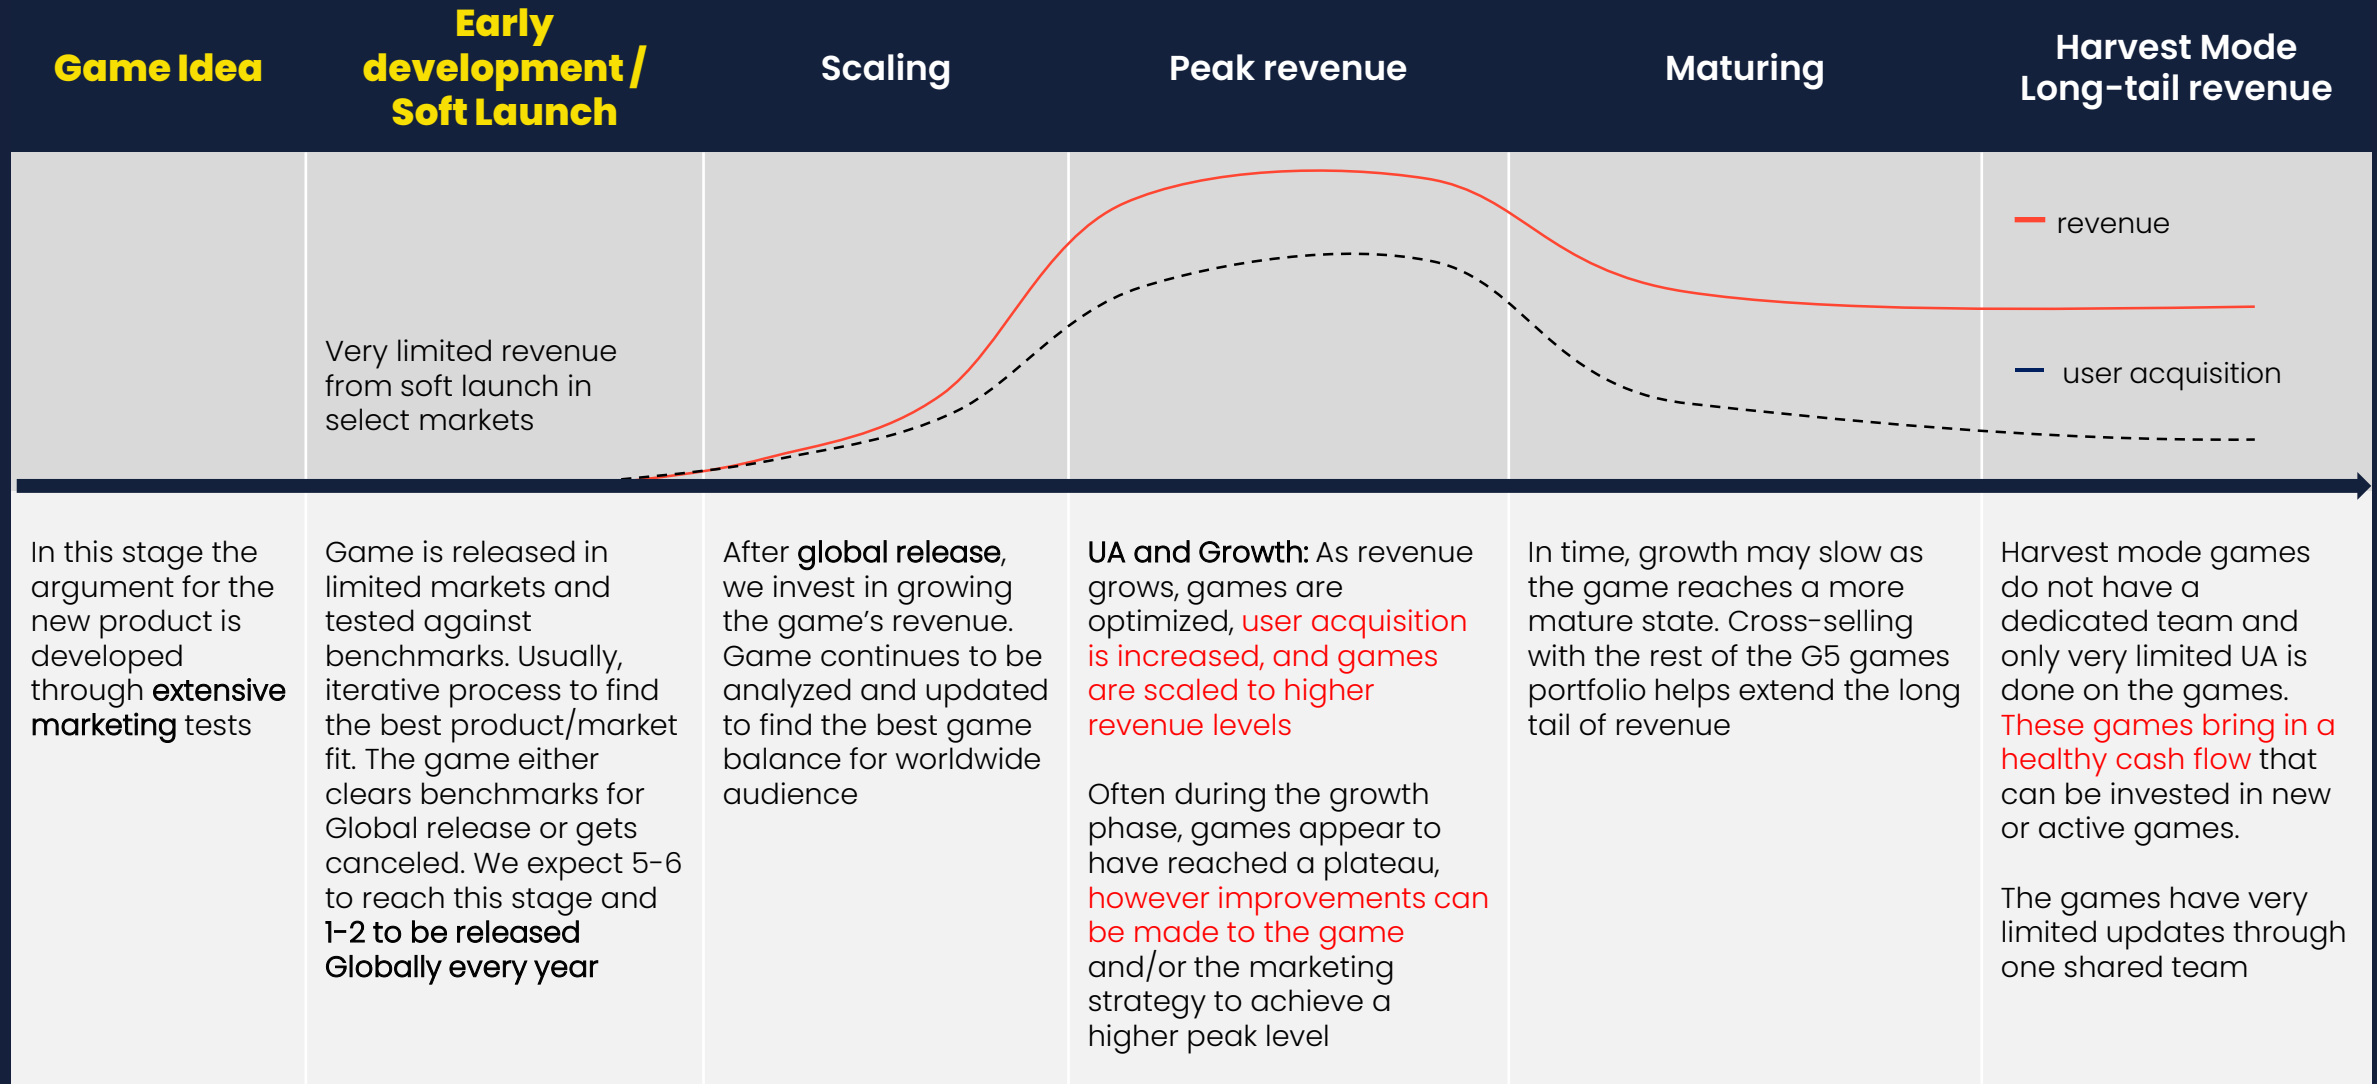 Game Idea
Early
development /
Soft Launch
Scaling
Peak revenue
Maturing
Harvest Mode
Long-tail revenue
Very limited revenue
from soft launch in
select markets
revenue
user acquisition
In this stage the
argument for the
new product is
developed
through extensive
marketing tests
Game is released in
limited markets and
tested against
benchmarks. Usually,
iterative process to find
the best product/market
fit. The game either
clears benchmarks for
Global release or gets
canceled. We expect 5-6
to reach this stage and
1-2 to be released
Globally every year
After global release,
we invest in growing
the game’s revenue.
Game continues to be
analyzed and updated
to find the best game
balance for worldwide
audience
UA and Growth: As revenue
grows, games are
optimized, user acquisition
is increased, and games
are scaled to higher
revenue levels
Often during the growth
phase, games appear to
have reached a plateau,
however improvements can
be made to the game
and/or the marketing
strategy to achieve a
higher peak level
In time, growth may slow as
the game reaches a more
mature state. Cross-selling
with the rest of the G5 games
portfolio helps extend the long
tail of revenue
Harvest mode games
do not have a
dedicated team and
only very limited UA is
done on the games.
These games bring in a
healthy cash flow that
can be invested in new
or active games.
The games have very
limited updates through
one shared team